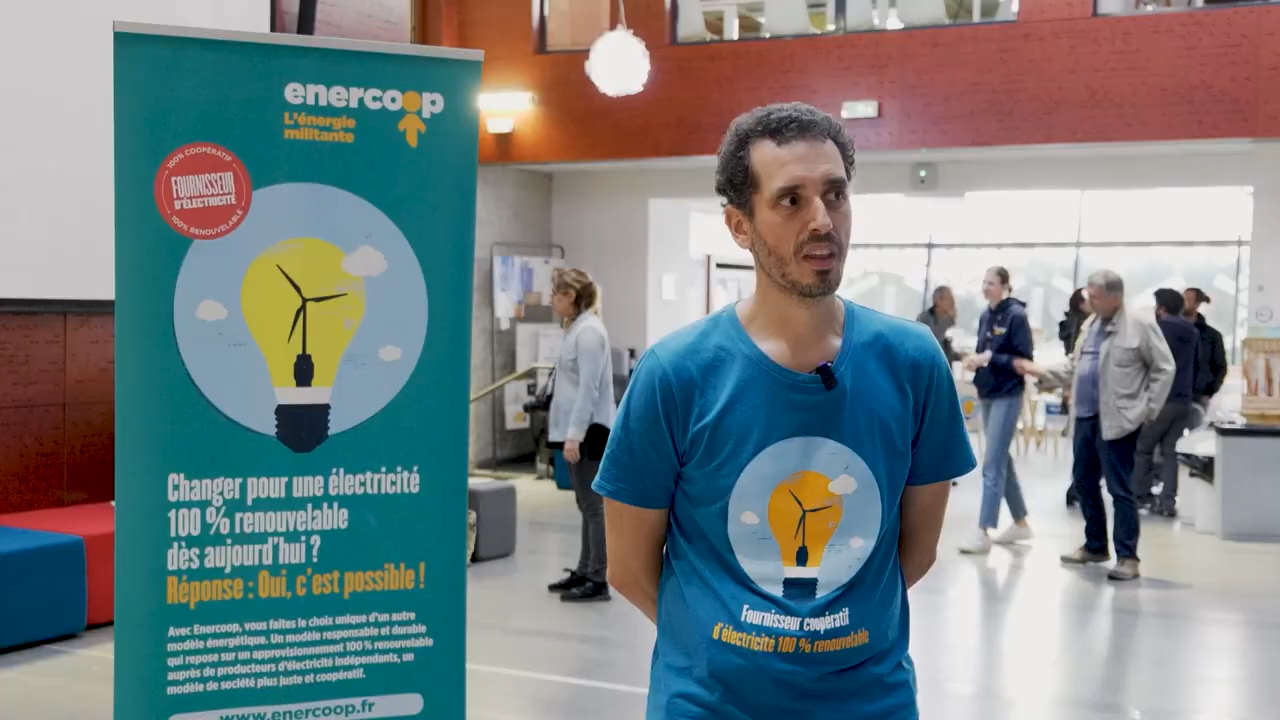 enercoop
L'énergie
militante
100% COOPÉRATIF
FOURNISSEUR
D'ÉLECTRICITÉ
100% RENOUVELABLE
Changer pour une électricité
100 % renouvelable
dès aujourd'hui ?
Réponse : Oui, c'est possible !
Avec Enercoop, vous faites le choix unique d'un autre
modèle énergétique. Un modèle responsable et durable
qui repose sur un approvisionnement 100 % renouvelable
auprès de producteurs d'électricité indépendants, un
modèle de société plus juste et coopératif.
www.enercoop.fr
Fournisseur coopératif
d'électricité 100 % renouvelable